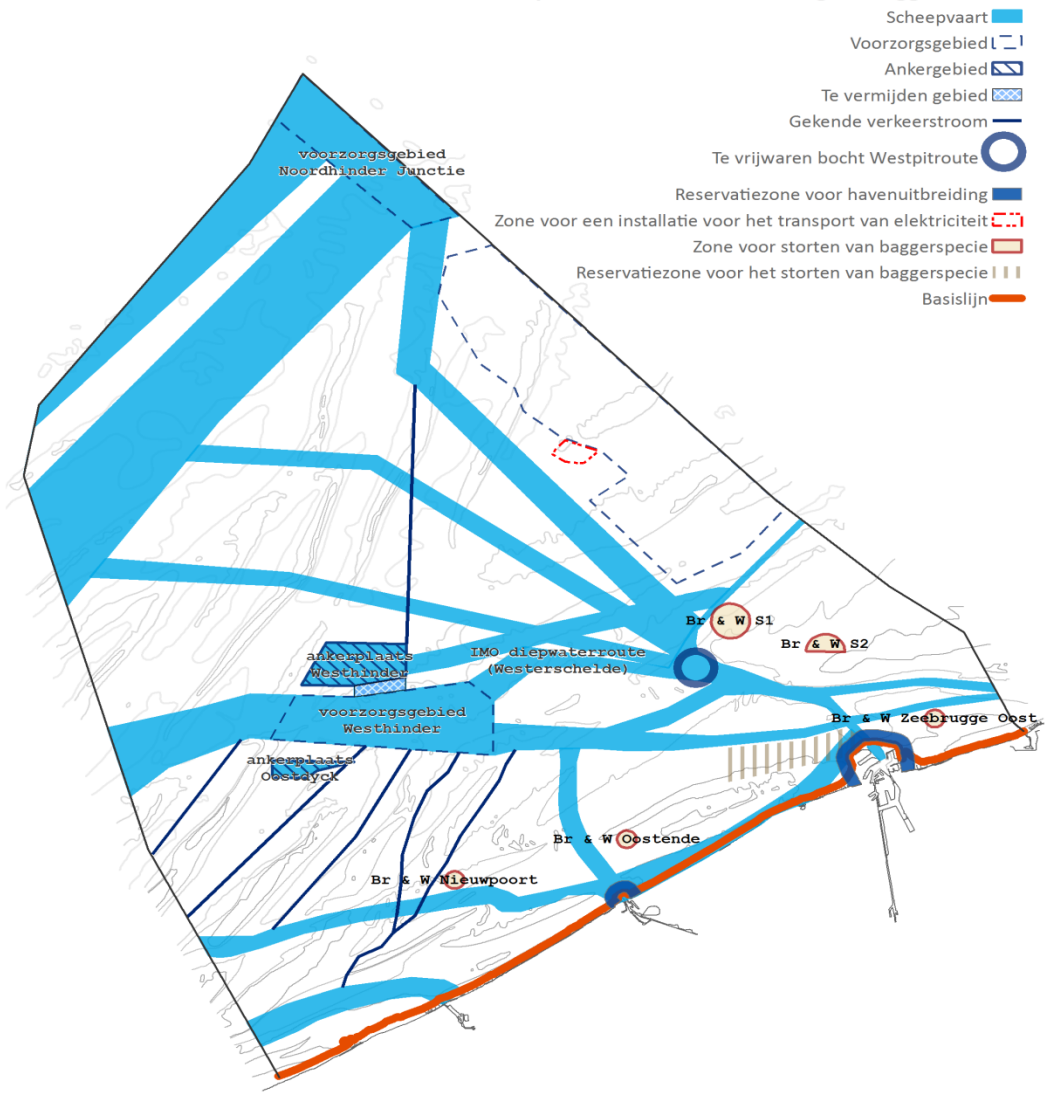 Scheepvaart
Voorzorgsgebied
Ankergebied
Te vermijden gebied
Gekende verkeerstroom
Te vrijwaren bocht Westpitroute
Reservatiezone voor havenuitbreiding
Zone voor een installatie voor het transport van elektriciteit
Zone voor storten van baggerspecie
Reservatiezone voor het storten van baggerspecie
Basislijn
voorzorgsgebied
Noordhinder Junctie
Br & W S1
Br & W S2
ankerplaats
Westhinder
IMO diepwaterroute
(Westerschelde)
voorzorgsgebied
Westhinder
Br & W Zeebrugge Oost
ankerplaats
Oostdyck
Br & W Oostende
Br & W Nieuwpoort